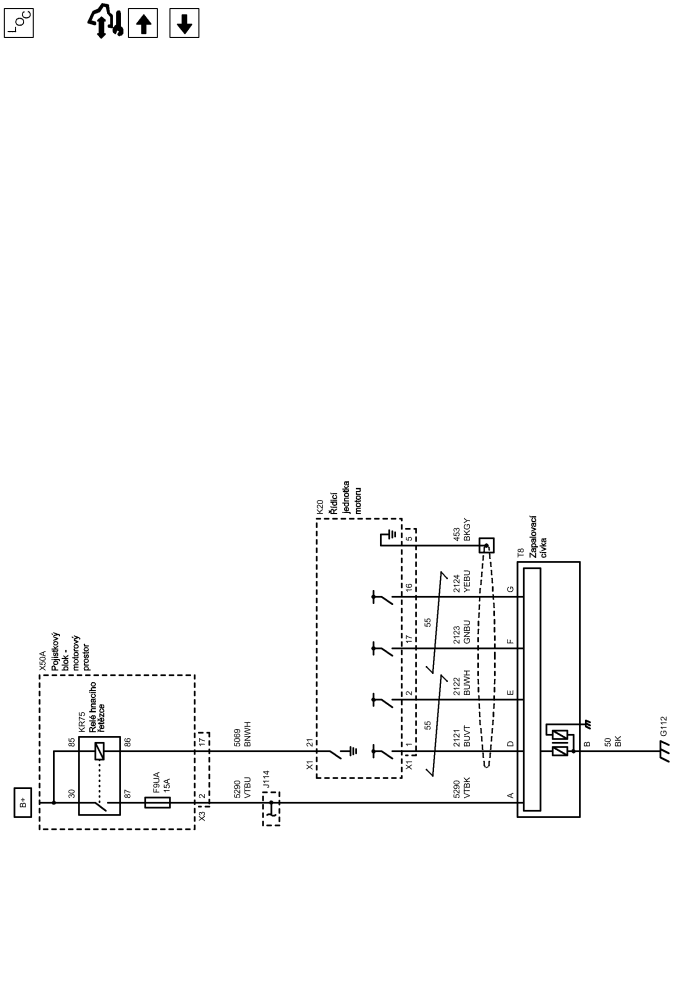 LOC
B+
X50A
Pojistkový
blok -
motorový
prostor
KR75
Relé hnacího
řetězce
30
85
87
86
F9UA
15A
X3
2
17
5290
VTBU
5069
BNWH
J114
K20
Řídicí
jednotka
motoru
X1
21
X1
1
2
17
16
5
5290
VTBK
2121
BUVT
2122
BUWH
2123
GNBU
2124
YEBU
453
BKGY
55
55
A
D
E
F
G
T8
Zapalovací
cívka
B
50
BK
G112